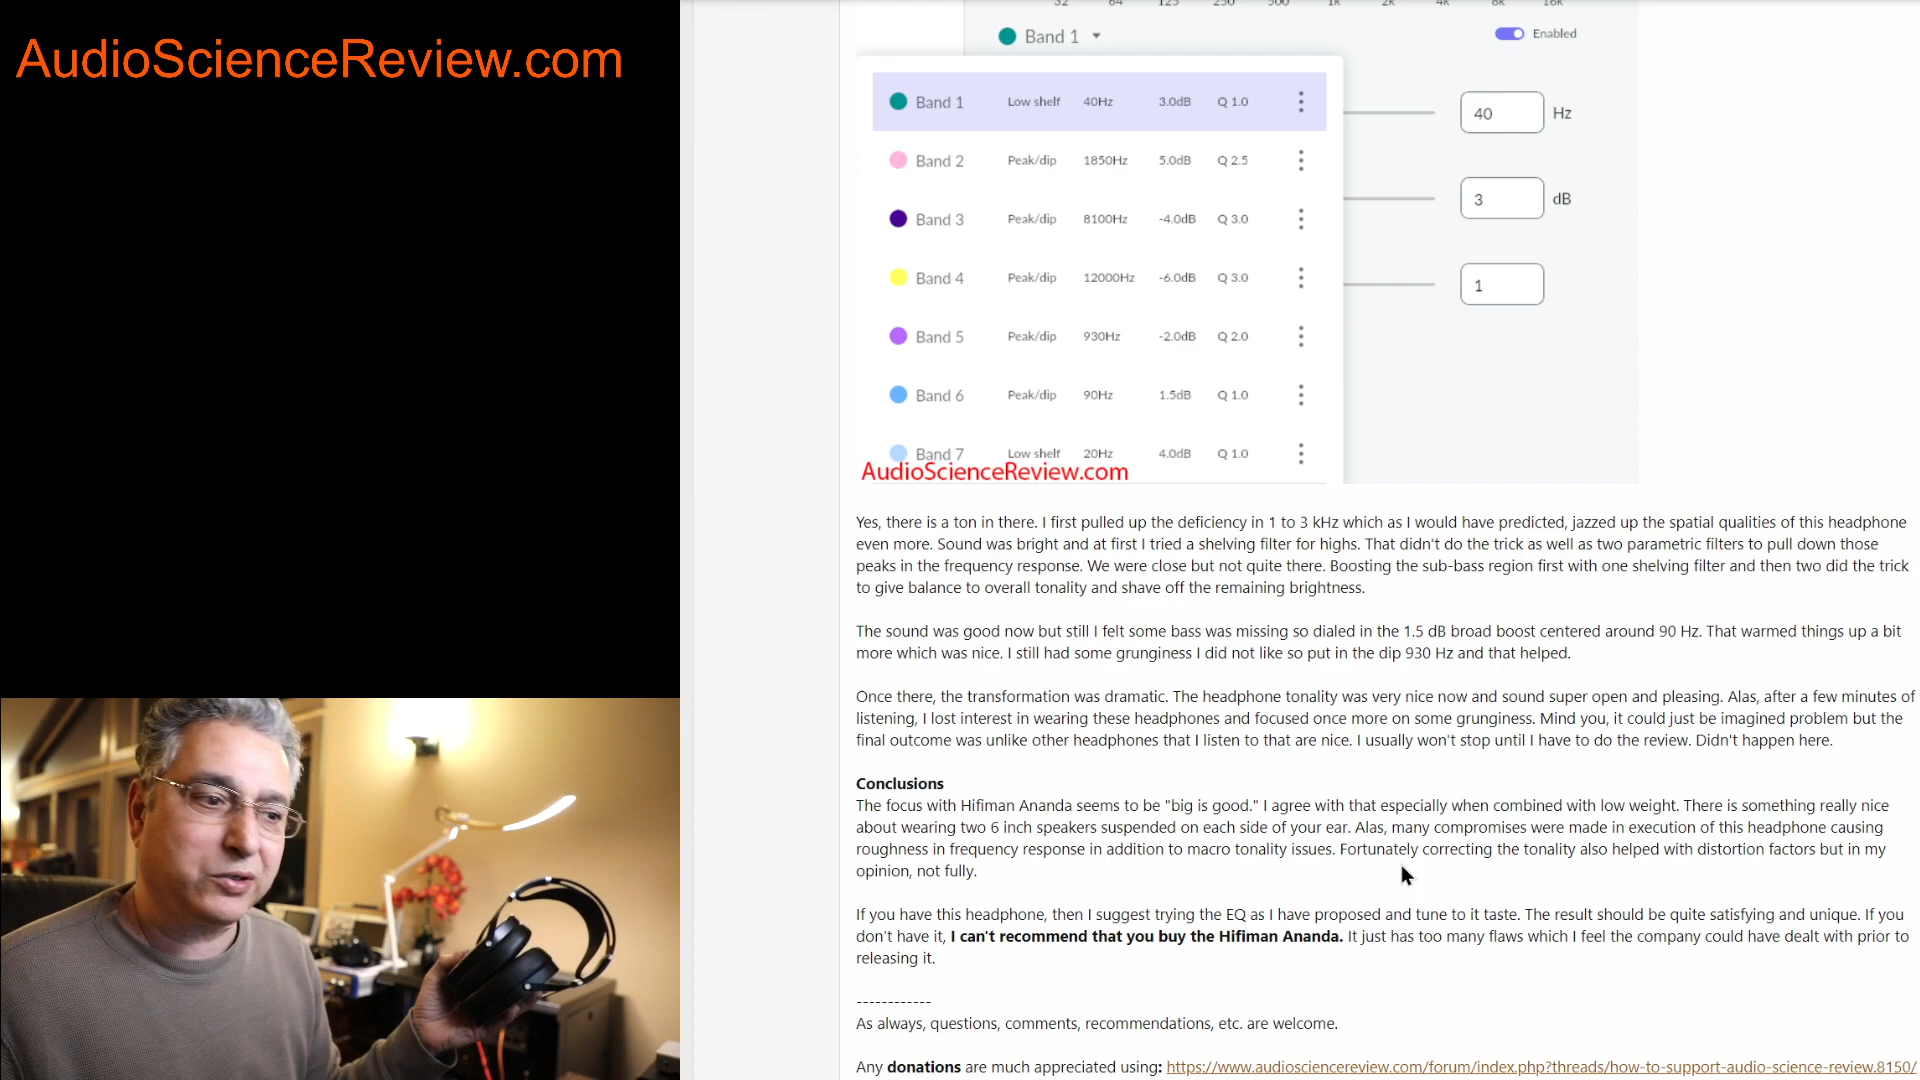 AudioScienceReview.com
32 64 125 250 500 1k 2k 4k 8k 16k
Band 1
Enabled
Band 1 Low shelf 40Hz 3.0dB Q 1.0
40 Hz
Band 2 Peak/dip 1850Hz 5.0dB Q 2.5
3 dB
Band 3 Peak/dip 8100Hz -4.0dB Q 3.0
Band 4 Peak/dip 12000Hz -6.0dB Q 3.0
1
Band 5 Peak/dip 930Hz -2.0dB Q 2.0
Band 6 Peak/dip 90Hz 1.5dB Q 1.0
Band 7 Low shelf 20Hz 4.0dB Q 1.0
AudioScienceReview.com
Yes, there is a ton in there. I first pulled up the deficiency in 1 to 3 kHz which as I would have predicted, jazzed up the spatial qualities of this headphone
even more. Sound was bright and at first I tried a shelving filter for highs. That didn't do the trick as well as two parametric filters to pull down those
peaks in the frequency response. We were close but not quite there. Boosting the sub-bass region first with one shelving filter and then two did the trick
to give balance to overall tonality and shave off the remaining brightness.
The sound was good now but still I felt some bass was missing so dialed in the 1.5 dB broad boost centered around 90 Hz. That warmed things up a bit
more which was nice. I still had some grunginess I did not like so put in the dip 930 Hz and that helped.
Once there, the transformation was dramatic. The headphone tonality was very nice now and sound super open and pleasing. Alas, after a few minutes of
listening, I lost interest in wearing these headphones and focused once more on some grunginess. Mind you, it could just be imagined problem but the
final outcome was unlike other headphones that I listen to that are nice. I usually won't stop until I have to do the review. Didn't happen here.
Conclusions
The focus with Hifiman Ananda seems to be "big is good." I agree with that especially when combined with low weight. There is something really nice
about wearing two 6 inch speakers suspended on each side of your ear. Alas, many compromises were made in execution of this headphone causing
roughness in frequency response in addition to macro tonality issues. Fortunately correcting the tonality also helped with distortion factors but in my
opinion, not fully.
If you have this headphone, then I suggest trying the EQ as I have proposed and tune to it taste. The result should be quite satisfying and unique. If you
don't have it, I can't recommend that you buy the Hifiman Ananda. It just has too many flaws which I feel the company could have dealt with prior to
releasing it.
------------
As always, questions, comments, recommendations, etc. are welcome.
Any donations are much appreciated using: https://www.audiosciencereview.com/forum/index.php?threads/how-to-support-audio-science-review.8150/